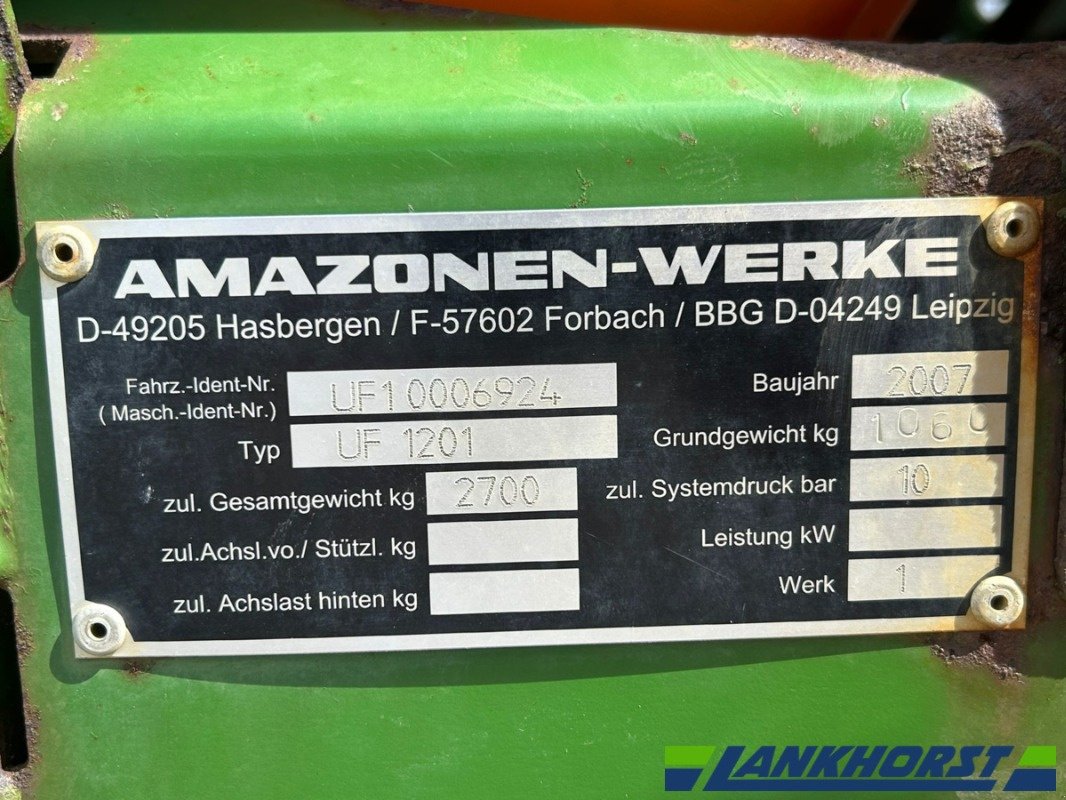 AMAZONEN-WERKE
D-49205 Hasbergen / F-57602 Forbach / BBG D-04249 Leipzig
Fahrz.-Ident-Nr.
( Masch.-Ident-Nr.) UF10006924
Typ UF 1201
zul. Gesamtgewicht kg 2700
zul.Achsl.vo./ Stützl. kg
zul. Achslast hinten kg
Baujahr 2007
Grundgewicht kg 1060
zul. Systemdruck bar 10
Leistung kW
Werk 1
LANKHORST